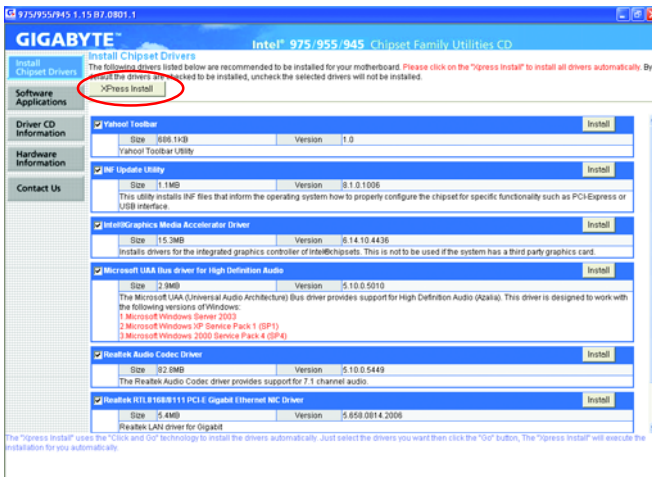 975/955/945 1.15 B7.0801.1
GIGABYTE™
Intel® 975/955/945 Chipset Family Utilities CD
Install Chipset Drivers
Software Applications
Driver CD Information
Hardware Information
Contact Us
Install Chipset Drivers
The following drivers listed below are recommended to be installed for your motherboard. Please click on the "Xpress Install" to install all drivers automatically. By
default the drivers are checked to be installed, uncheck the selected drivers will not be installed.
XPress Install
Yahoo! Toolbar Install
Size 686.1KB Version 1.0
Yahoo! Toolbar Utility
INF Update Utility Install
Size 1.1MB Version 8.1.0.1006
This utility installs INF files that inform the operating system how to properly configure the chipset for specific functionality such as PCI-Express or
USB interface.
Intel®Graphics Media Accelerator Driver Install
Size 15.3MB Version 6.14.10.4436
Installs drivers for the integrated graphics controller of Intel®chipsets. This is not to be used if the system has a third party graphics card.
Microsoft UAA Bus driver for High Definition Audio Install
Size 2.9MB Version 5.10.0.5010
The Microsoft UAA (Universal Audio Architecture) Bus driver provides support for High Definition Audio (Azalia). This driver is designed to work with
the following versions of Windows:
1.Microsoft Windows Server 2003
2.Microsoft Windows XP Service Pack 1 (SP1)
3.Microsoft Windows 2000 Service Pack 4 (SP4)
Realtek Audio Codec Driver Install
Size 82.8MB Version 5.10.0.5449
The Realtek Audio Codec driver provides support for 7.1 channel audio.
Realtek RTL8168/8111 PCI-E Gigabit Ethernet NIC Driver Install
Size 5.4MB Version 5.658.0814.2006
Realtek LAN driver for Gigabit
The "Xpress Install" uses the "Click and Go" technology to install the drivers automatically. Just select the drivers you want then click the "Go" button, The "Xpress Install" will execute the
installation for you automatically.